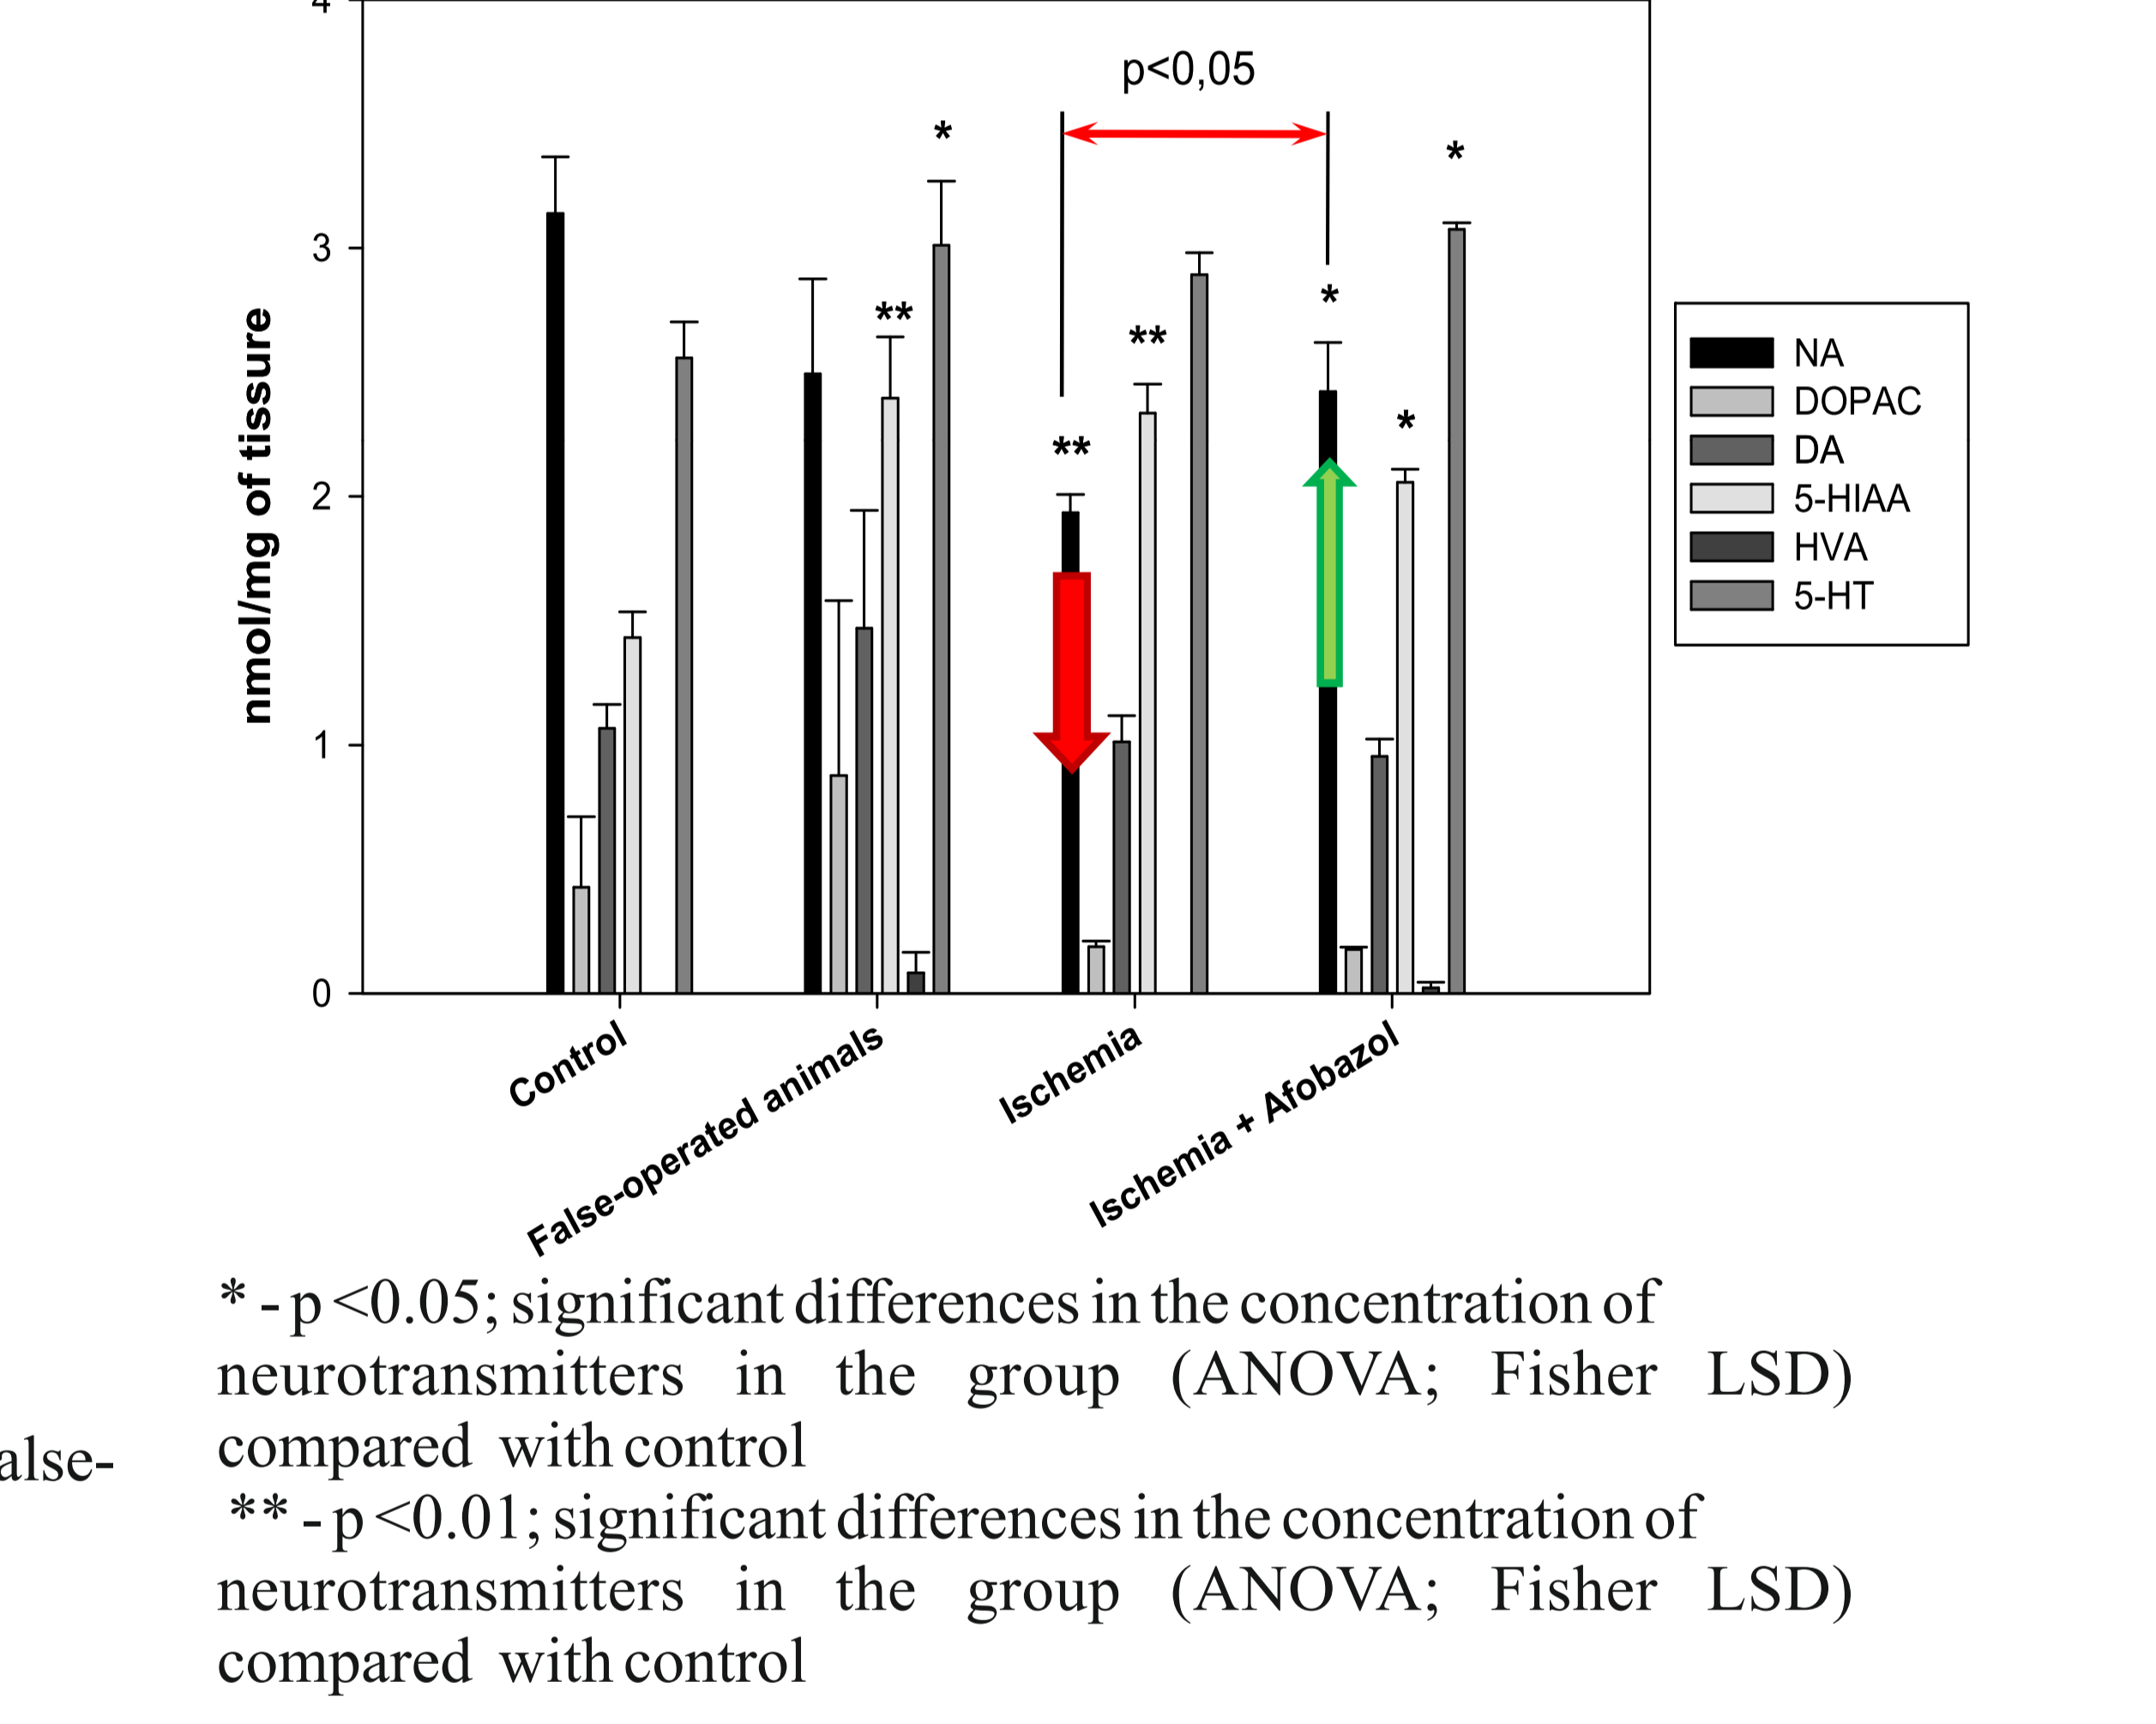 4
p<0,05
*
*
3
*
**
**
*
**
nmol/mg of tissure
2
1
0
NA
DOPAC
DA
5-HIAA
HVA
5-HT
Control
False-operated animals
Ischemia
Ischemia + Afobazol
* - p <0.05; significant differences in the concentration of
neurotransmitters in the group (ANOVA; Fisher LSD)
compared with control
alse-
** - p <0.01; significant differences in the concentration of
neurotransmitters in the group (ANOVA; Fisher LSD)
compared with control